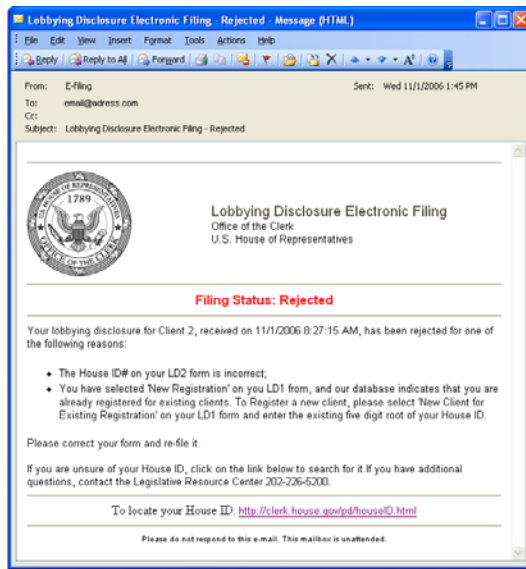 Lobbying Disclosure Electronic Filing - Rejected - Message (HTML)
File Edit View Insert Format Tools Actions Help
Reply Reply to All Forward
From: E-filing Sent: Wed 11/1/2006 1:45 PM
To: email@adress.com
Cc:
Subject: Lobbying Disclosure Electronic Filing - Rejected
U.S. HOUSE OF REPRESENTATIVES
1789
OFFICE OF THE CLERK
Lobbying Disclosure Electronic Filing
Office of the Clerk
U.S. House of Representatives
Filing Status: Rejected
Your lobbying disclosure for Client 2, received on 11/1/2006 8:27:15 AM, has been rejected for one of
the following reasons:
• The House ID# on your LD2 form is incorrect;
• You have selected 'New Registration' on you LD1 from, and our database indicates that you are
already registered for existing clients. To Register a new client, please select 'New Client for
Existing Registration' on your LD1 form and enter the existing five digit root of your House ID.
Please correct your form and re-file it.
If you are unsure of your House ID, click on the link below to search for it.If you have additional
questions, contact the Legislative Resource Center 202-226-5200.
To locate your House ID: http://clerk.house.gov/pd/houseID.html
Please do not respond to this e-mail. This mailbox is unattended.